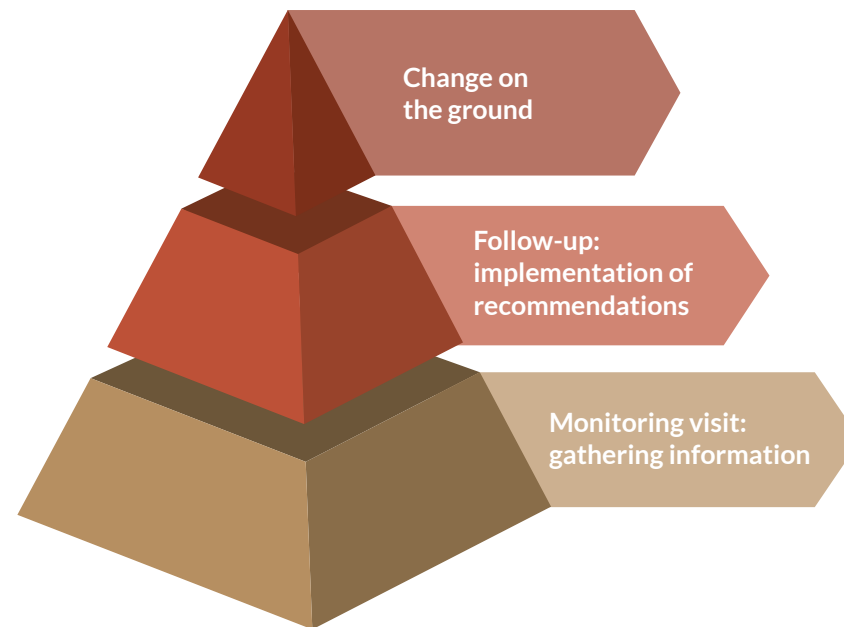 Change on
the ground
Follow-up:
implementation of
recommendations
Monitoring visit:
gathering information